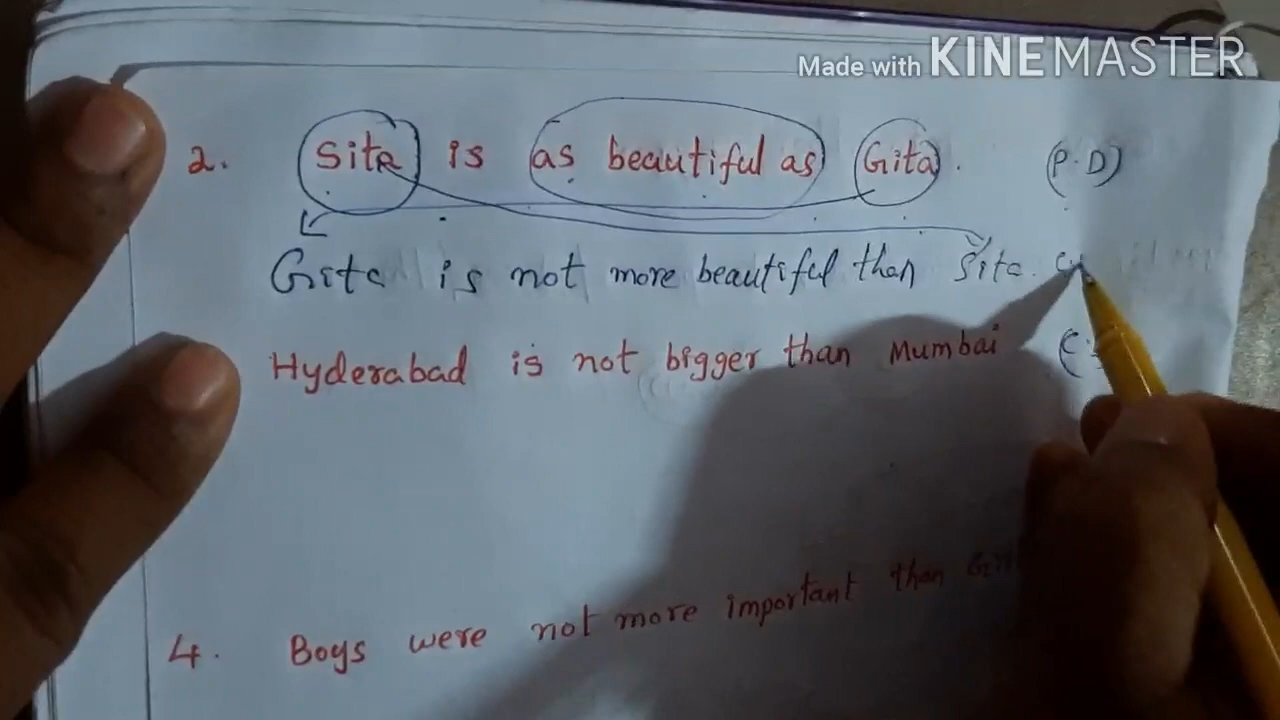 Made with KINEMASTER
2. Sita is as beautiful as Gita. (P.D)
Gita is not more beautiful than Sita.
Hyderabad is not bigger than Mumbai
4. Boys were not more important than